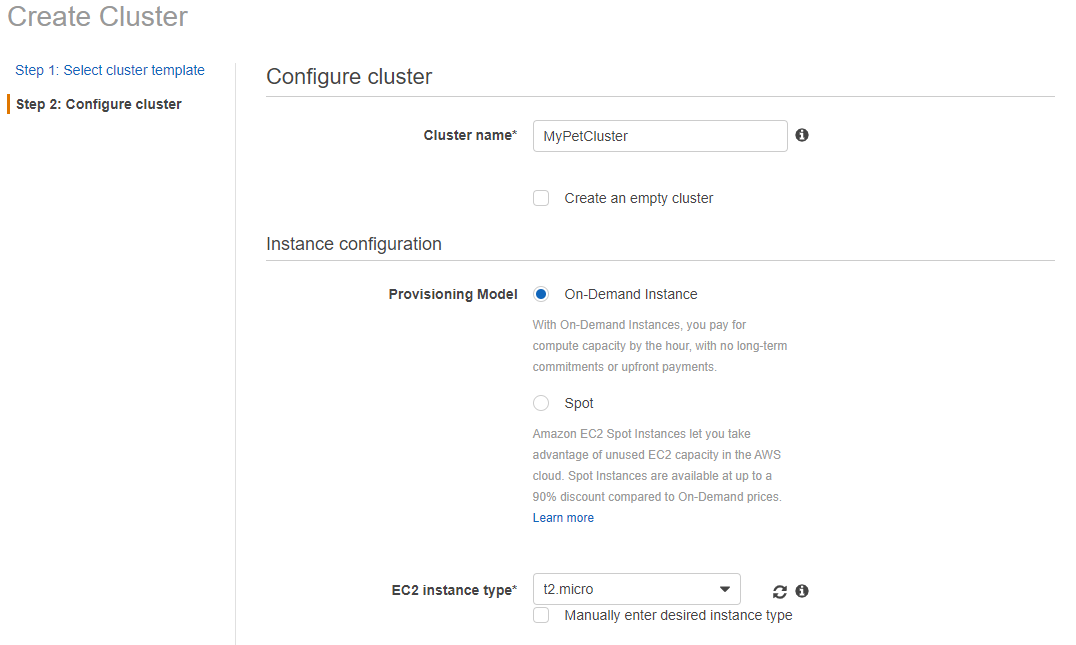 Create Cluster
Step 1: Select cluster template
Step 2: Configure cluster
Configure cluster
Cluster name*
MyPetCluster
Create an empty cluster
Instance configuration
Provisioning Model
On-Demand Instance
With On-Demand Instances, you pay for
compute capacity by the hour, with no long-term
commitments or upfront payments.
Spot
Amazon EC2 Spot Instances let you take
advantage of unused EC2 capacity in the AWS
cloud. Spot Instances are available at up to a
90% discount compared to On-Demand prices.
Learn more
EC2 instance type*
t2.micro
Manually enter desired instance type